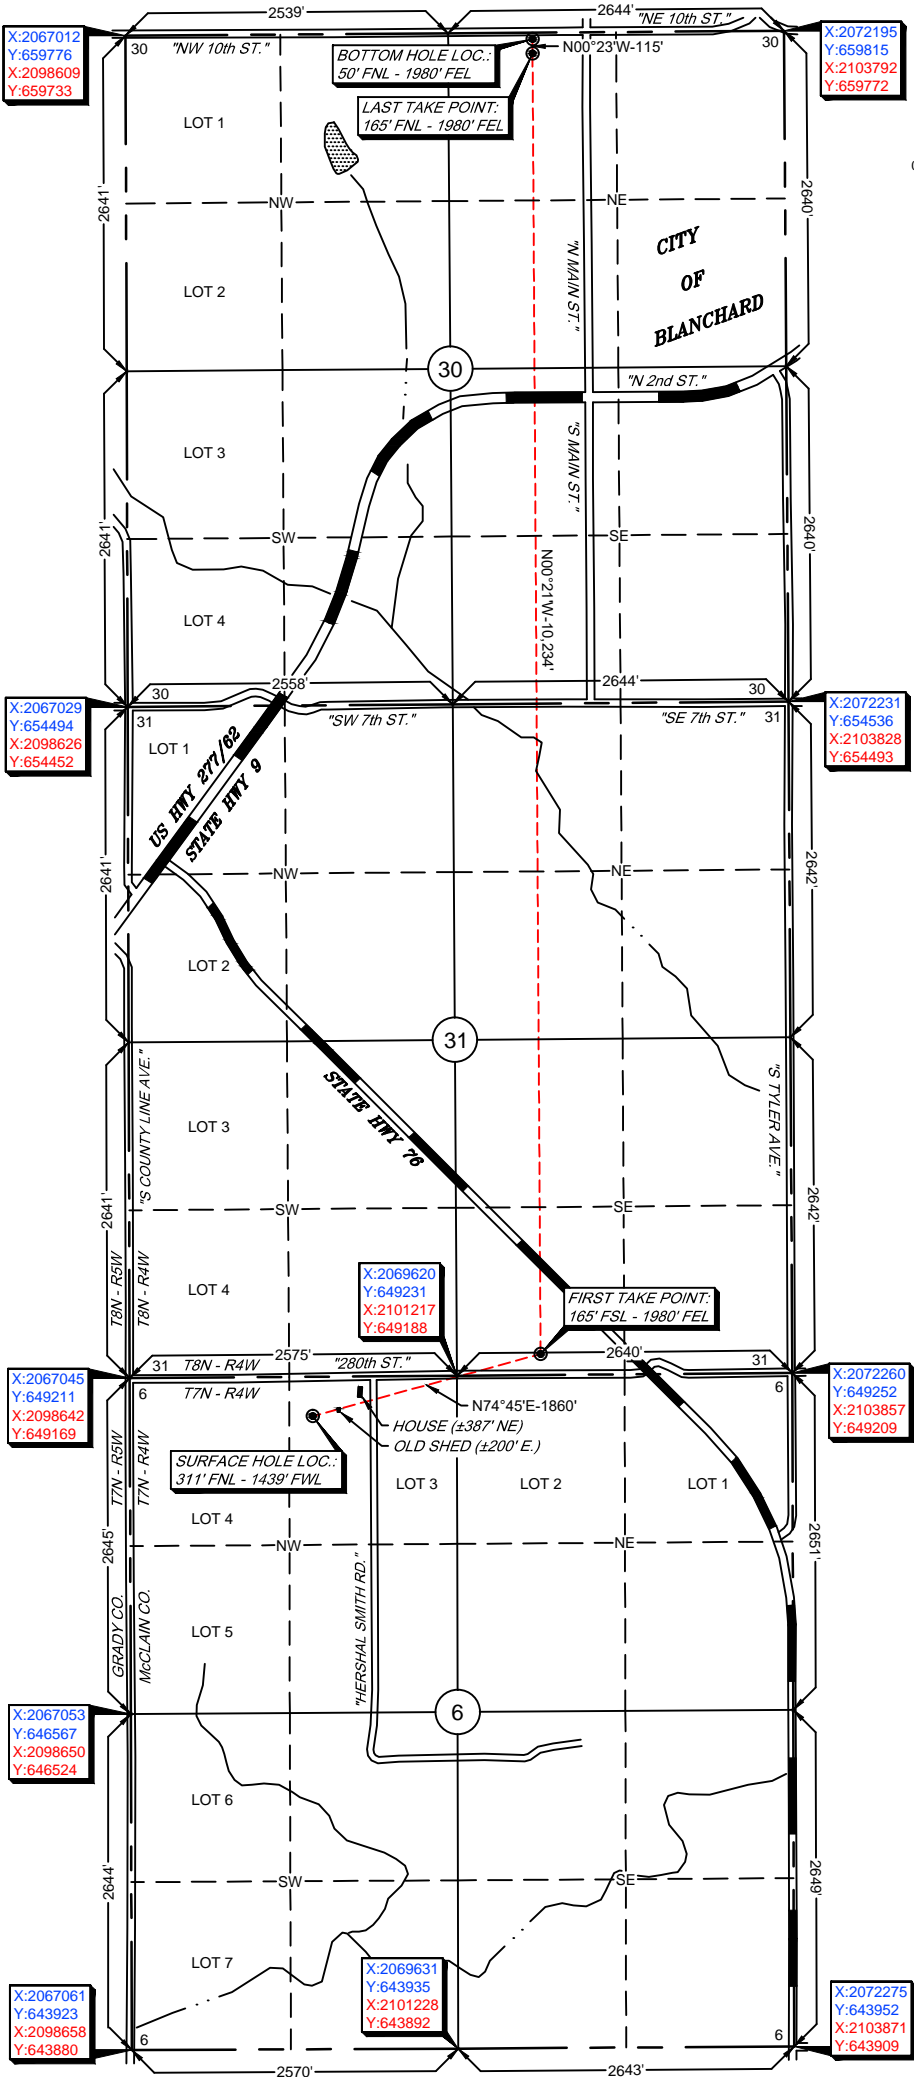 2539'
2644'
"NE 10th ST."
"NW 10th ST."
30
30
X:2067012
Y:659776
X:2098609
Y:659733
X:2072195
Y:659815
X:2103792
Y:659772
BOTTOM HOLE LOC.:
50' FNL - 1980' FEL
N00°23'W-115'
LAST TAKE POINT:
165' FNL - 1980' FEL
LOT 1
2641'
2640'
NW
NE
CITY
OF
BLANCHARD
"N MAIN ST."
LOT 2
30
"N 2nd ST."
"S MAIN ST."
LOT 3
2641'
2640'
SW
SE
N00°21'W-10,234'
LOT 4
30
2558'
2644'
30
X:2067029
Y:654494
X:2098626
Y:654452
31
"SW 7th ST."
"SE 7th ST."
31
X:2072231
Y:654536
X:2103828
Y:654493
LOT 1
US HWY 277/62
STATE HWY 9
2641'
2642'
NW
NE
LOT 2
31
"S COUNTY LINE AVE."
STATE HWY 76
"S TYLER AVE."
LOT 3
2641'
2642'
SW
SE
T8N - R5W
T8N - R4W
LOT 4
X:2069620
Y:649231
X:2101217
Y:649188
FIRST TAKE POINT:
165' FSL - 1980' FEL
31
T8N - R4W
2575'
"280th ST."
2640'
31
X:2067045
Y:649211
X:2098642
Y:649169
6
T7N - R4W
6
X:2072260
Y:649252
X:2103857
Y:649209
N74°45'E-1860'
HOUSE (±387' NE)
OLD SHED (±200' E.)
SURFACE HOLE LOC.:
311' FNL - 1439' FWL
T7N - R5W
T7N - R4W
LOT 3
LOT 2
LOT 1
LOT 4
2645'
2651'
NW
NE
GRADY CO.
McCLAIN CO.
"HERSHAL SMITH RD."
LOT 5
X:2067053
Y:646567
X:2098650
Y:646524
6
LOT 6
2644'
2649'
SW
SE
LOT 7
X:2067061
Y:643923
X:2098658
Y:643880
X:2069631
Y:643935
X:2101228
Y:643892
X:2072275
Y:643952
X:2103871
Y:643909
6
6
2570'
2643'